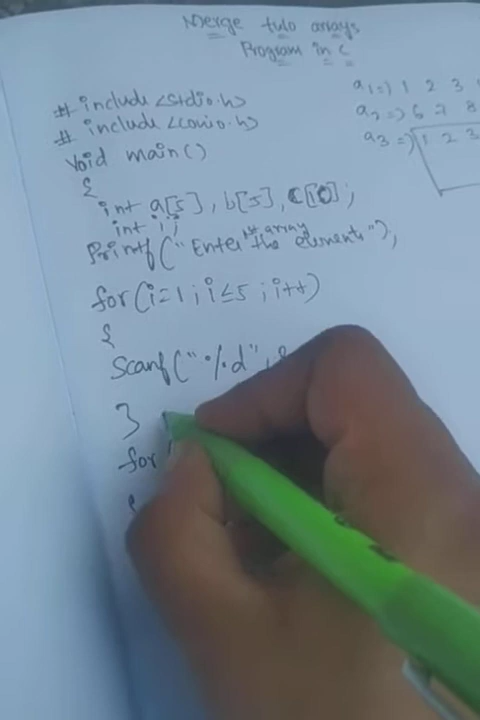 Merge two arrays
Program in C
a1=) 1 2 3
a2=) 6 7 8
a3=) 1 2 3
# include <stdio.h>
# include <conio.h>
Void main()
{
int a[5], b[5], c[10];
int i;
Printf("Enter the 1st array elements");
for(i=1; i≤5; i++)
{
Scanf("%d", &
}
for
{